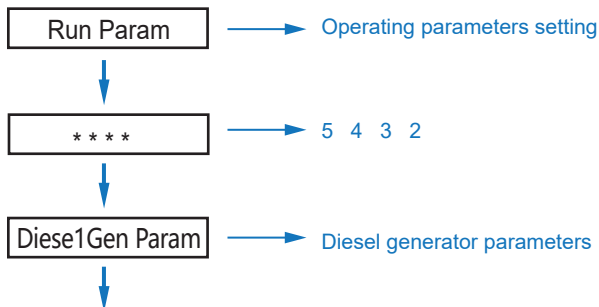 Run Param
Operating parameters setting
* * * *
5 4 3 2
Diese1Gen Param
Diesel generator parameters